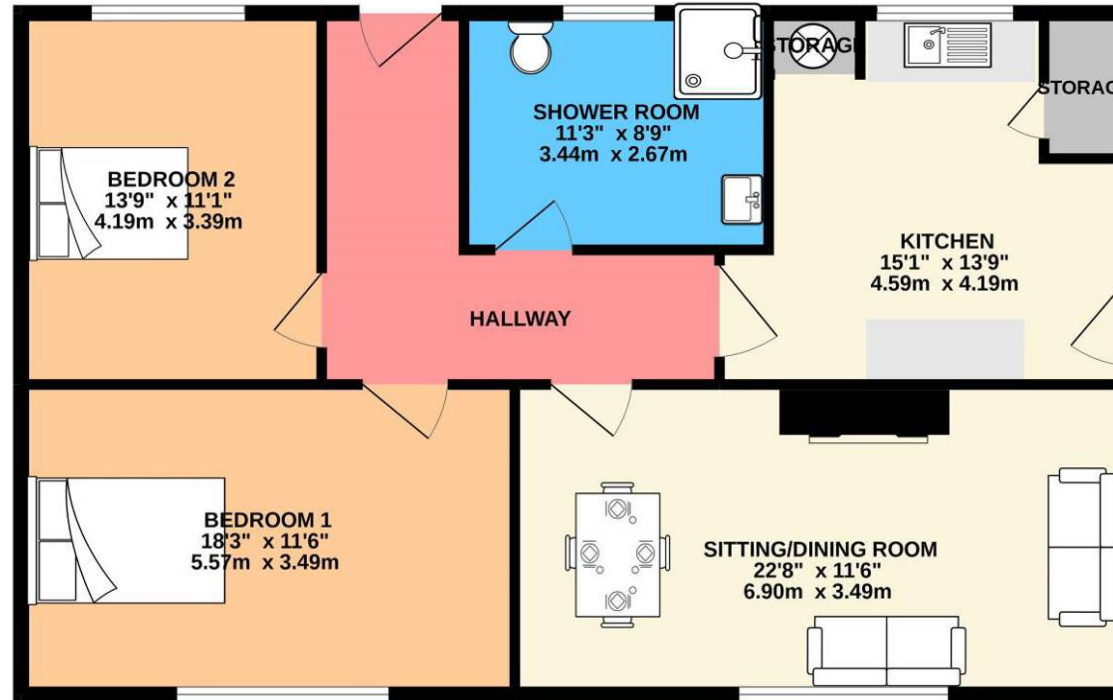 STORAGE
STORAG
SHOWER ROOM
11'3" x 8'9"
3.44m x 2.67m
BEDROOM 2
13'9" x 11'1"
4.19m x 3.39m
KITCHEN
15'1" x 13'9"
4.59m x 4.19m
HALLWAY
BEDROOM 1
18'3" x 11'6"
5.57m x 3.49m
SITTING/DINING ROOM
22'8" x 11'6"
6.90m x 3.49m